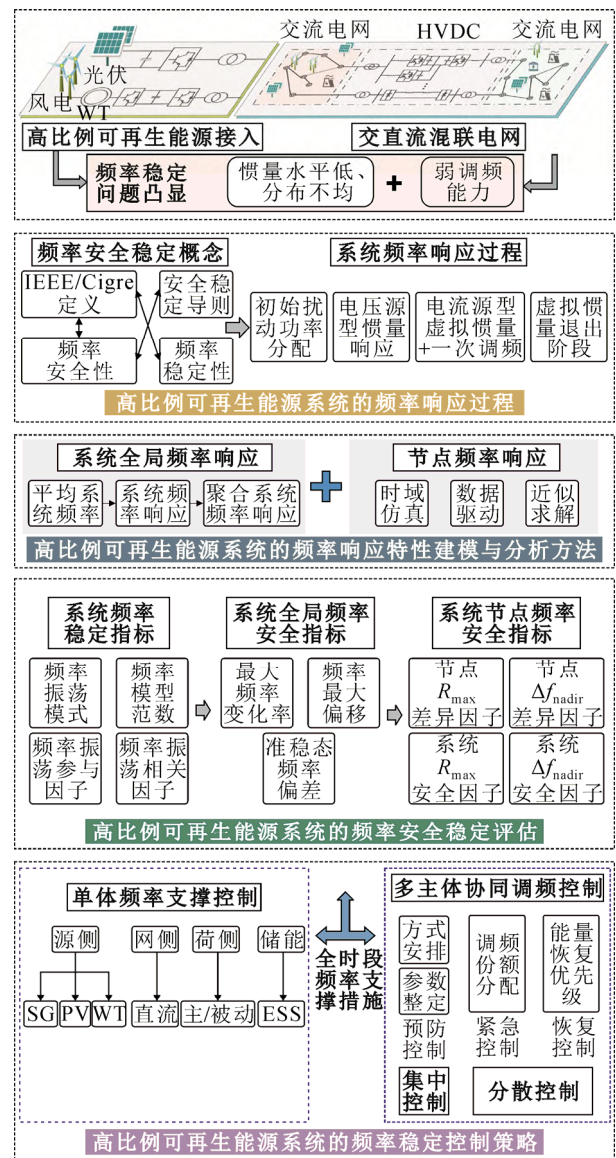 交流电网
HVDC
交流电网
光伏
风电
WT
高比例可再生能源接入
交直流混联电网
频率稳定
问题凸显
惯量水平低、
分布不均
+
弱调频
能力
频率安全稳定概念
系统频率响应过程
IEEE/Cigre
定义
安全稳
定导则
频率
安全性
频率
稳定性
初始扰
动功率
分配
电压源
型惯量
响应
电流源型
虚拟惯量
+一次调频
虚拟惯
量退出
阶段
高比例可再生能源系统的频率响应过程
系统全局频率响应
节点频率响应
平均系
统频率
系统频
率响应
聚合系统
频率响应
时域
仿真
数据
驱动
近似
求解
高比例可再生能源系统的频率响应特性建模与分析方法
系统频率
稳定指标
系统全局频率
安全指标
系统节点频率
安全指标
频率
振荡
模式
频率
模型
范数
频率振
荡参与
因子
频率振
荡相关
因子
最大
频率
变化率
频率
最大
偏移
准稳态
频率
偏差
节点
Rmax
差异因子
节点
Δfnadir
差异因子
系统
Rmax
安全因子
系统
Δfnadir
安全因子
高比例可再生能源系统的频率安全稳定评估
单体频率支撑控制
多主体协同调频控制
源侧
网侧
荷侧
储能
SG
PV
WT
直流
主/被动
ESS
全时段
频率支
撑措施
方式
安排
参数
整定
预防
控制
调频
份额
分配
紧急
控制
能量
恢复
优先
级
恢复
控制
集中
控制
分散控制
高比例可再生能源系统的频率稳定控制策略